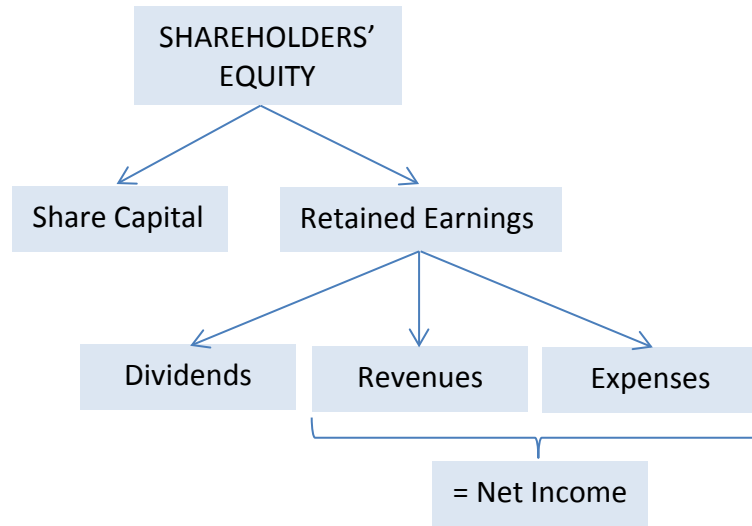 SHAREHOLDERS’
EQUITY
Share Capital
Retained Earnings
Dividends
Revenues
Expenses
= Net Income